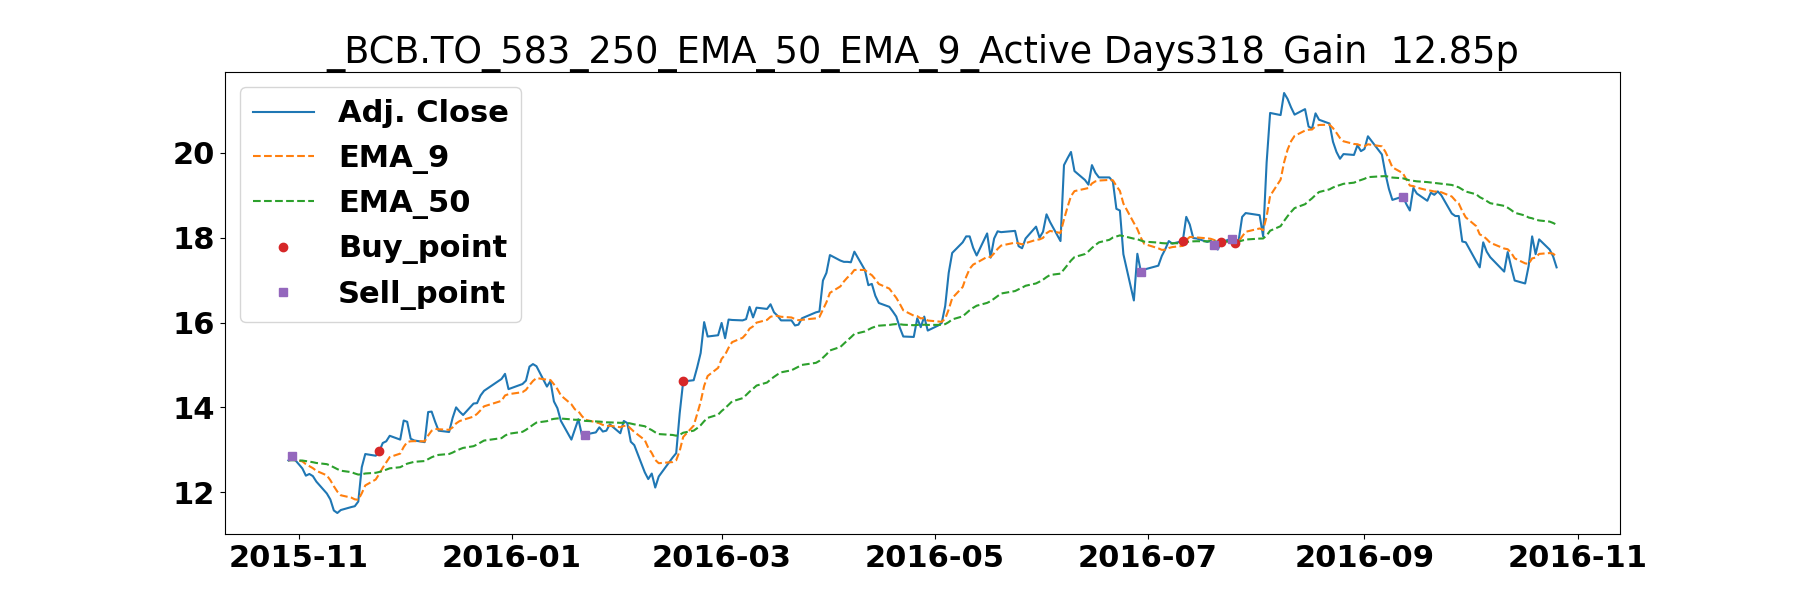 _BCB.TO_583_250_EMA_50_EMA_9_Active Days318_Gain  12.85p
Adj. Close
EMA_9
EMA_50
Buy_point
Sell_point
20
18
16
14
12
2015-11 2016-01 2016-03 2016-05 2016-07 2016-09 2016-11